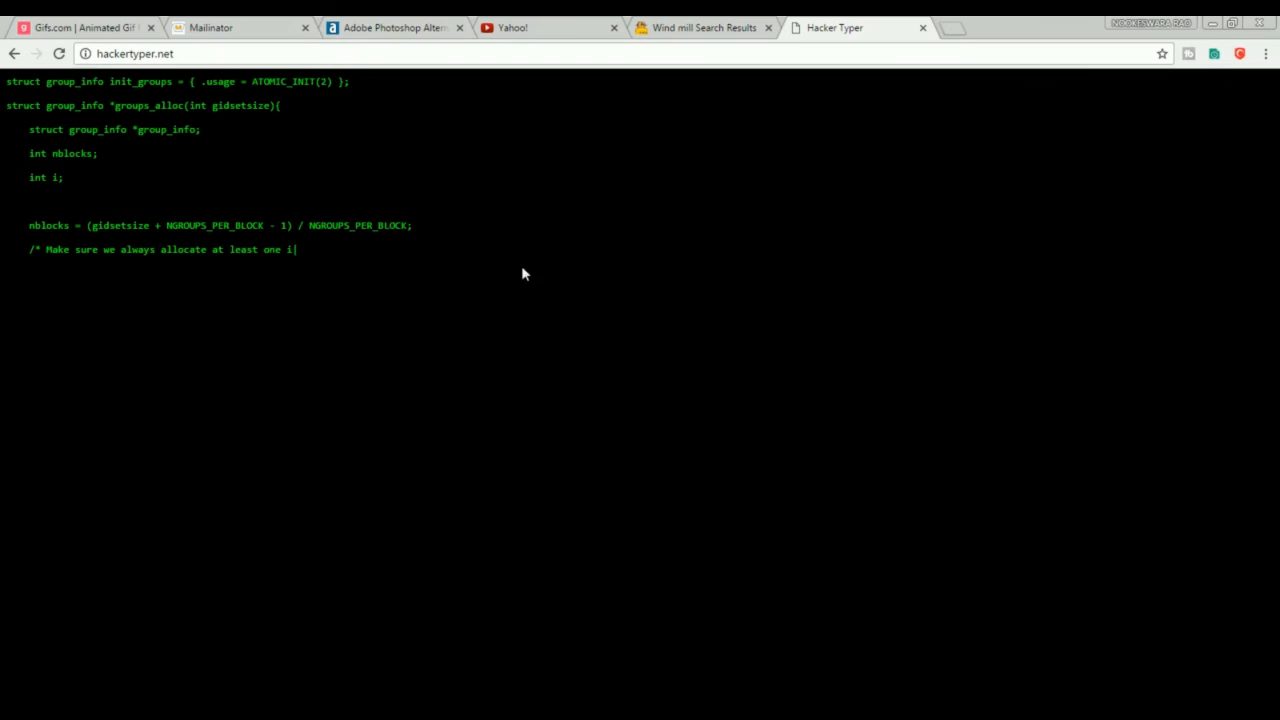 Gifs.com | Animated Gif
Mailinator
Adobe Photoshop Altern
Yahoo!
Wind mill Search Results
Hacker Typer
NOOKESWARA RAO
hackertyper.net
struct group_info init_groups = { .usage = ATOMIC_INIT(2) };
struct group_info *groups_alloc(int gidsetsize){
struct group_info *group_info;
int nblocks;
int i;
nblocks = (gidsetsize + NGROUPS_PER_BLOCK - 1) / NGROUPS_PER_BLOCK;
/* Make sure we always allocate at least one i